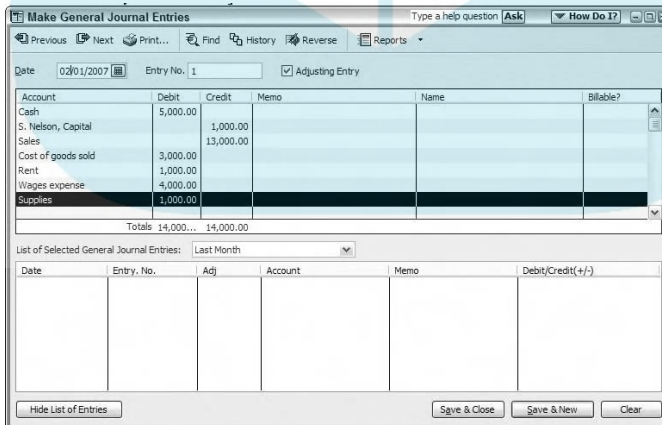 Make General Journal Entries Type a help question Ask How Do I?
Previous Next Print... Find History Reverse Reports
Date 02/01/2007 Entry No. 1 Adjusting Entry
Account Debit Credit Memo Name Billable?
Cash 5,000.00
S. Nelson, Capital 1,000.00
Sales 13,000.00
Cost of goods sold 3,000.00
Rent 1,000.00
Wages expense 4,000.00
Supplies 1,000.00
Totals 14,000... 14,000.00
List of Selected General Journal Entries: Last Month
Date Entry. No. Adj Account Memo Debit/Credit(+/-)
Hide List of Entries Save & Close Save & New Clear